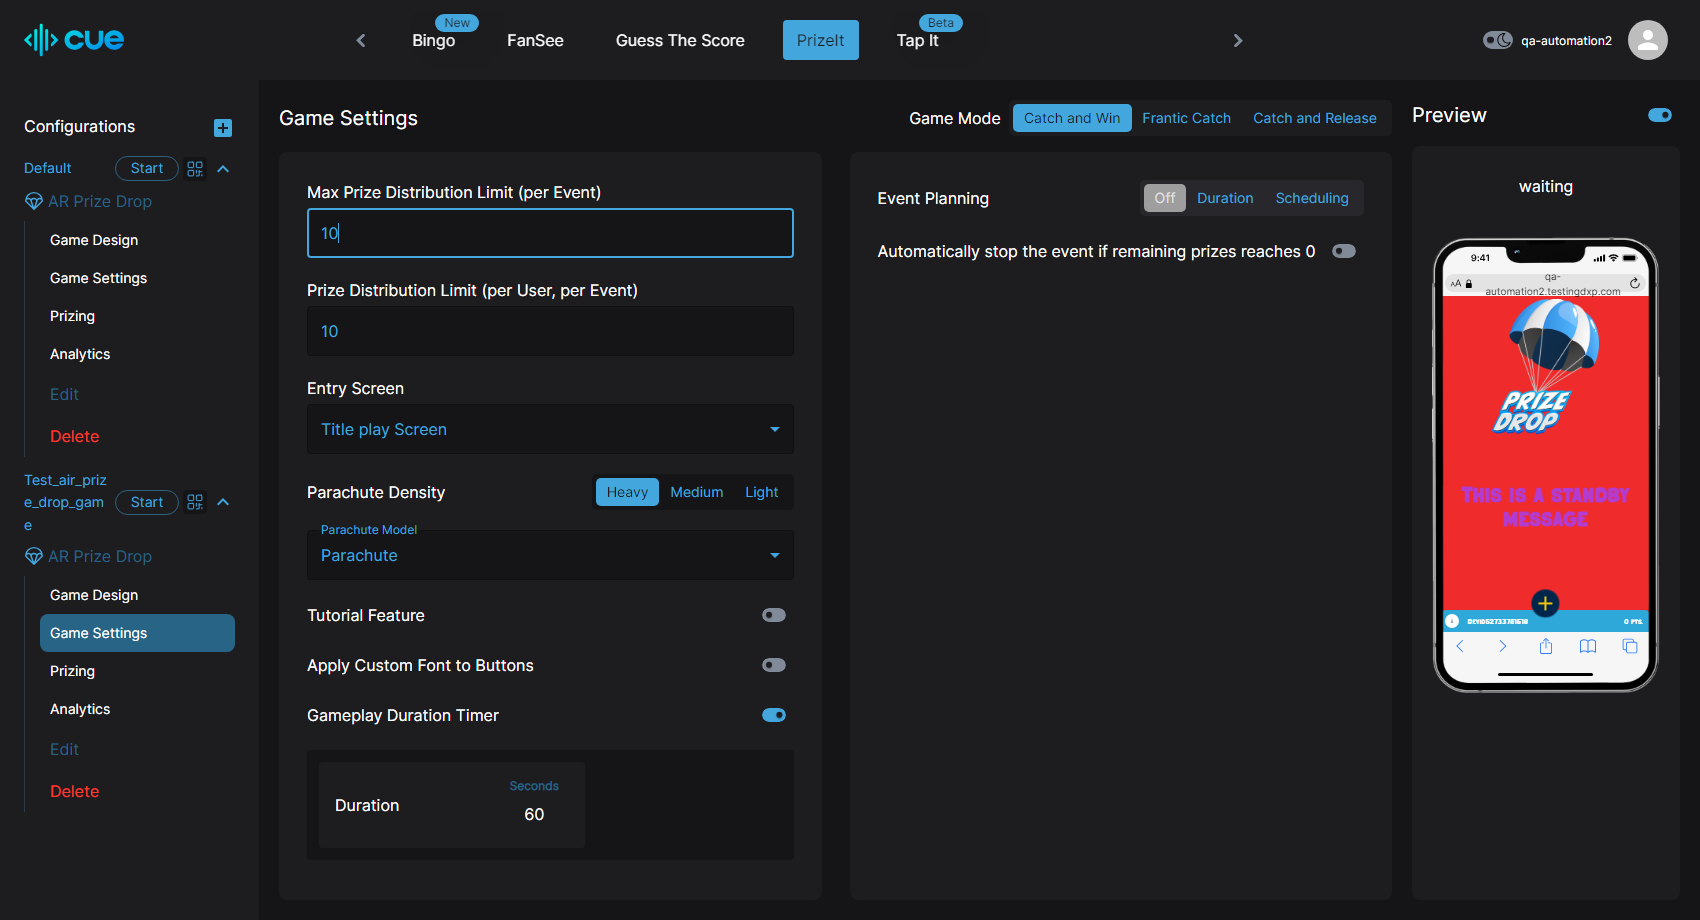 cue
New
Bingo
FanSee
Guess The Score
PrizeIt
Beta
Tap It
qa-automation2
Configurations
Default
Start
AR Prize Drop
Game Design
Game Settings
Prizing
Analytics
Edit
Delete
Test_air_priz
e_drop_gam
e
Start
AR Prize Drop
Game Design
Game Settings
Prizing
Analytics
Edit
Delete
Game Settings
Game Mode
Catch and Win
Frantic Catch
Catch and Release
Max Prize Distribution Limit (per Event)
10
Prize Distribution Limit (per User, per Event)
10
Entry Screen
Title play Screen
Parachute Density
Heavy
Medium
Light
Parachute Model
Parachute
Tutorial Feature
Apply Custom Font to Buttons
Gameplay Duration Timer
Duration
Seconds
60
Event Planning
Off
Duration
Scheduling
Automatically stop the event if remaining prizes reaches 0
Preview
waiting
9:41
AA
qa-
automation2.testingdxp.com
PRIZE
DROP
THIS IS A STANDBY
MESSAGE
0 PTS.